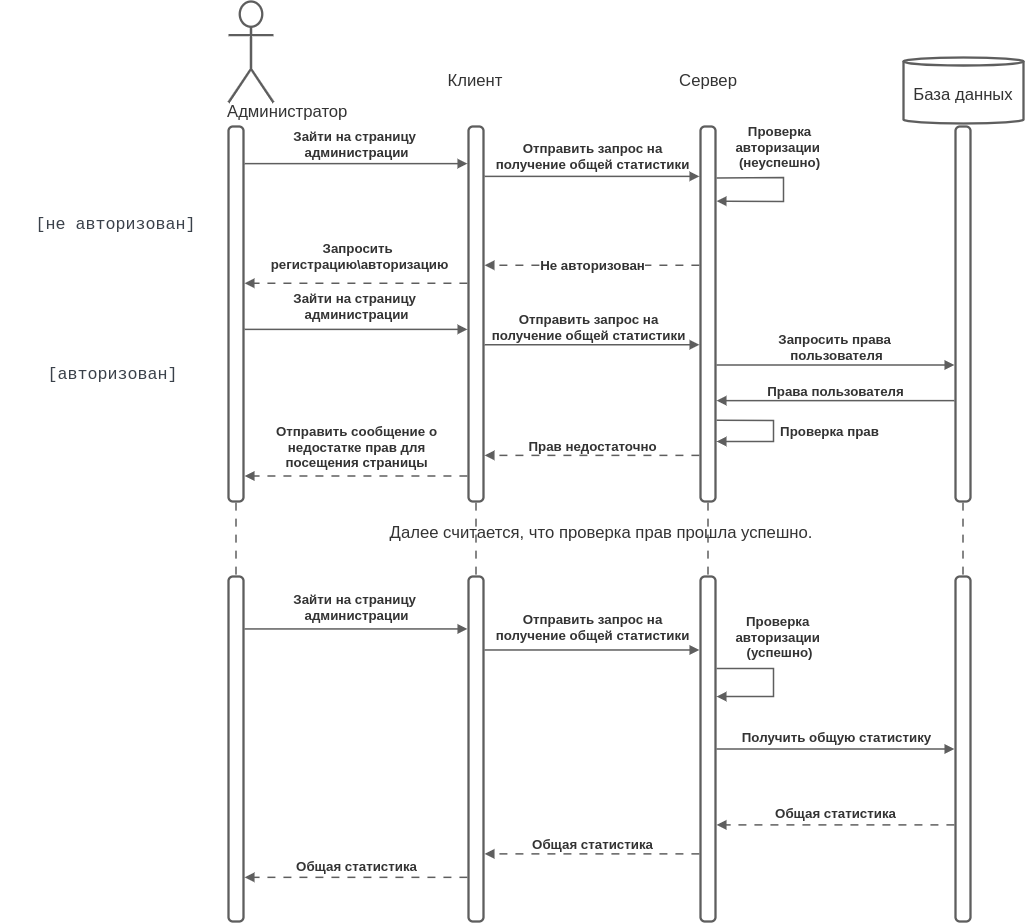 Администратор
Клиент
Сервер
База данных
Зайти на страницу
администрации
Отправить запрос на
получение общей статистики
Проверка
авторизации
(неуспешно)
[не авторизован]
Запросить
регистрацию\авторизацию
Не авторизован
Зайти на страницу
администрации
Отправить запрос на
получение общей статистики
Запросить права
пользователя
[авторизован]
Права пользователя
Проверка прав
Отправить сообщение о
недостатке прав для
посещения страницы
Прав недостаточно
Далее считается, что проверка прав прошла успешно.
Зайти на страницу
администрации
Отправить запрос на
получение общей статистики
Проверка
авторизации
(успешно)
Получить общую статистику
Общая статистика
Общая статистика
Общая статистика